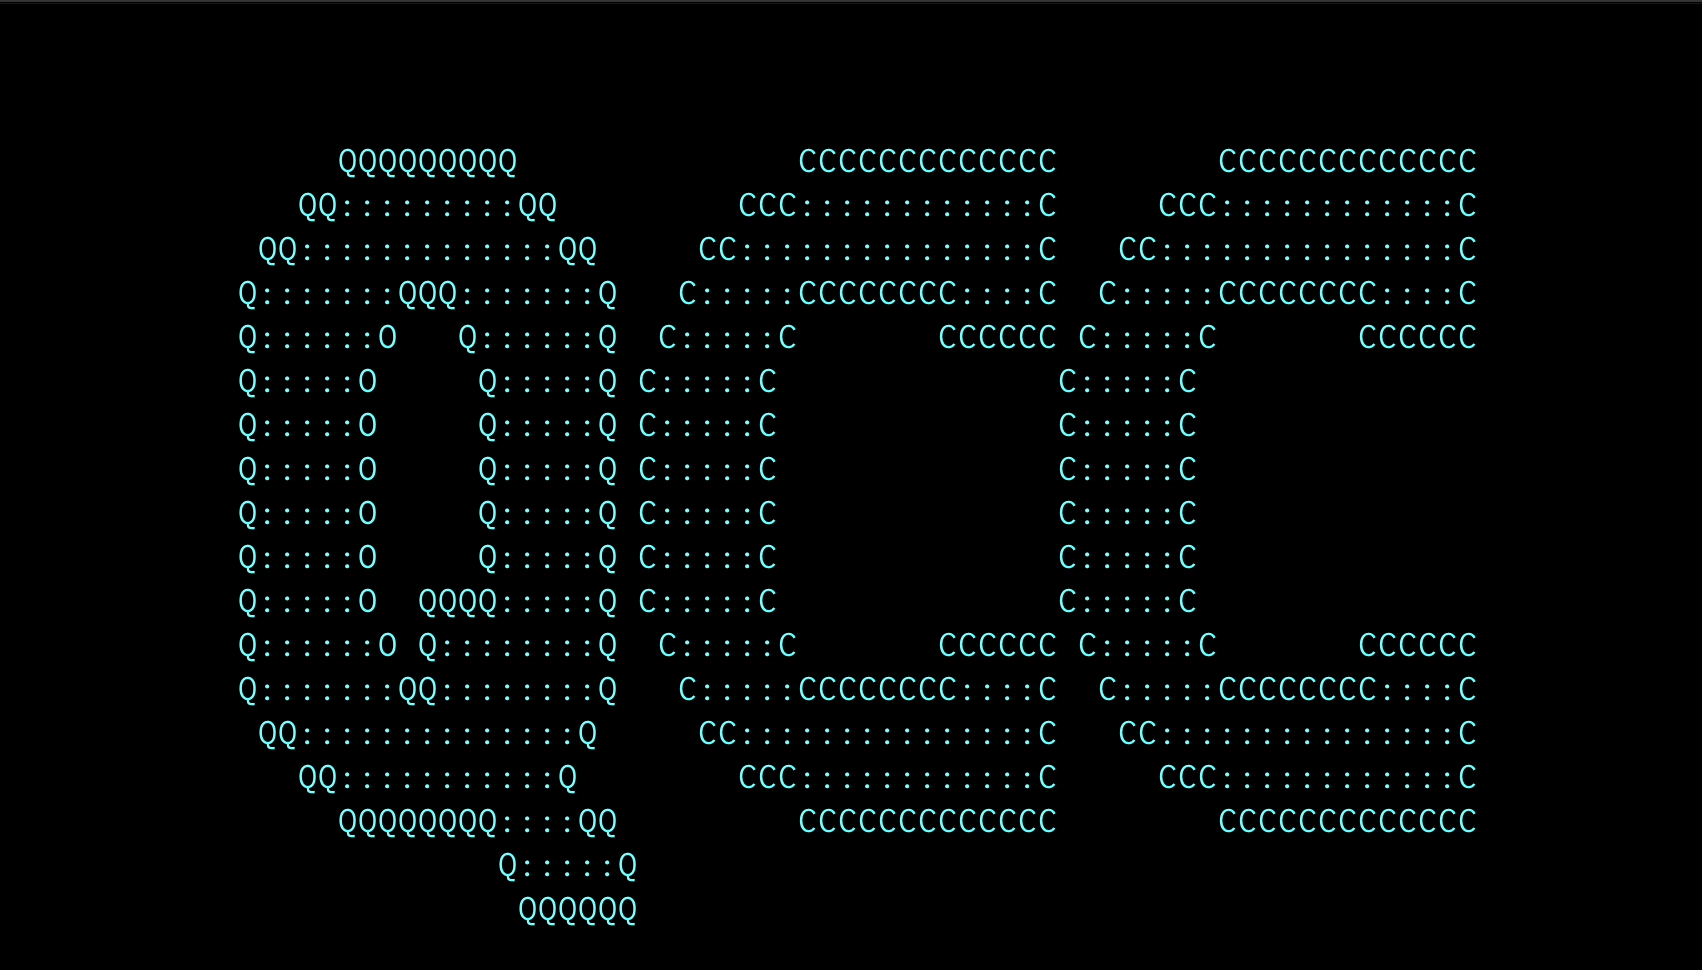 QQQQQQQQQ              CCCCCCCCCCCCC        CCCCCCCCCCCCC
   QQ:::::::::QQ         CCC::::::::::::C     CCC::::::::::::C
 QQ:::::::::::::QQ     CC:::::::::::::::C   CC:::::::::::::::C
Q:::::::QQQ:::::::Q   C:::::CCCCCCCC::::C  C:::::CCCCCCCC::::C
Q::::::O   Q::::::Q  C:::::C       CCCCCC C:::::C       CCCCCC
Q:::::O     Q:::::Q C:::::C              C:::::C
Q:::::O     Q:::::Q C:::::C              C:::::C
Q:::::O     Q:::::Q C:::::C              C:::::C
Q:::::O     Q:::::Q C:::::C              C:::::C
Q:::::O     Q:::::Q C:::::C              C:::::C
Q:::::O  QQQQ:::::Q C:::::C              C:::::C
Q::::::O Q::::::::Q  C:::::C       CCCCCC C:::::C       CCCCCC
Q:::::::QQ::::::::Q   C:::::CCCCCCCC::::C  C:::::CCCCCCCC::::C
 QQ::::::::::::::Q     CC:::::::::::::::C   CC:::::::::::::::C
   QQ:::::::::::Q        CCC::::::::::::C     CCC::::::::::::C
     QQQQQQQQ::::QQ         CCCCCCCCCCCCC        CCCCCCCCCCCCC
             Q:::::Q
              QQQQQQ